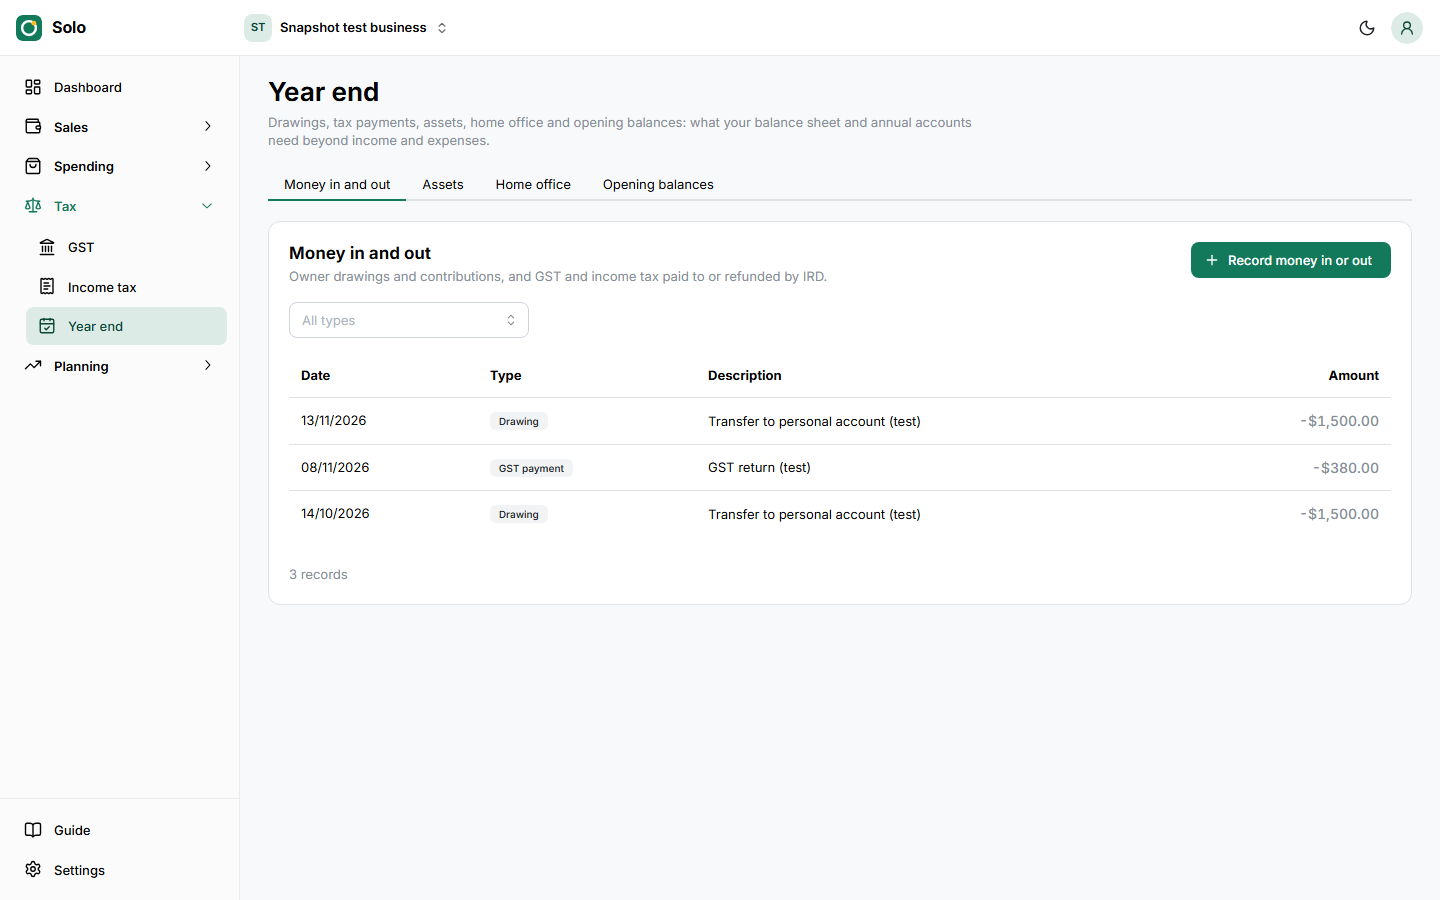 Solo
ST Snapshot test business
Dashboard
Sales
Spending
Tax
GST
Income tax
Year end
Planning
Guide
Settings
Year end
Drawings, tax payments, assets, home office and opening balances: what your balance sheet and annual accounts
need beyond income and expenses.
Money in and out Assets Home office Opening balances
Money in and out
Owner drawings and contributions, and GST and income tax paid to or refunded by IRD.
Record money in or out
All types
Date Type Description Amount
13/11/2026 Drawing Transfer to personal account (test) -$1,500.00
08/11/2026 GST payment GST return (test) -$380.00
14/10/2026 Drawing Transfer to personal account (test) -$1,500.00
3 records